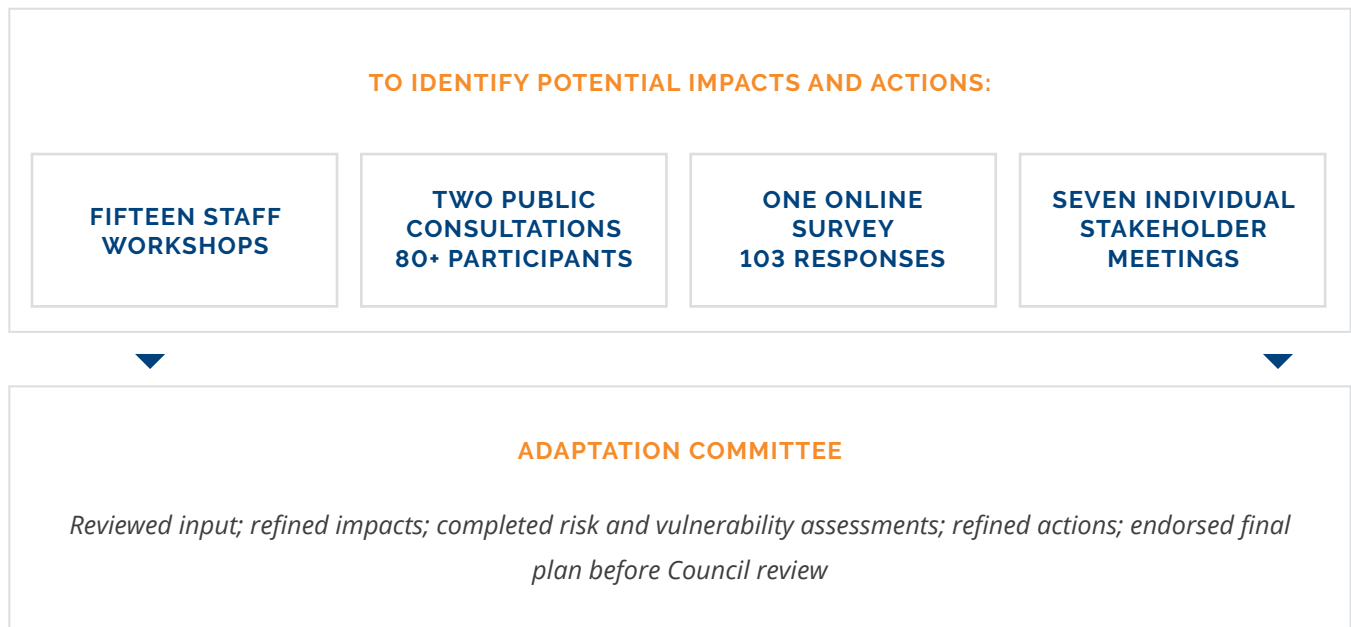 TO IDENTIFY POTENTIAL IMPACTS AND ACTIONS:
FIFTEEN STAFF
WORKSHOPS
TWO PUBLIC
CONSULTATIONS
80+ PARTICIPANTS
ONE ONLINE
SURVEY
103 RESPONSES
SEVEN INDIVIDUAL
STAKEHOLDER
MEETINGS
ADAPTATION COMMITTEE
Reviewed input; refined impacts; completed risk and vulnerability assessments; refined actions; endorsed final
plan before Council review